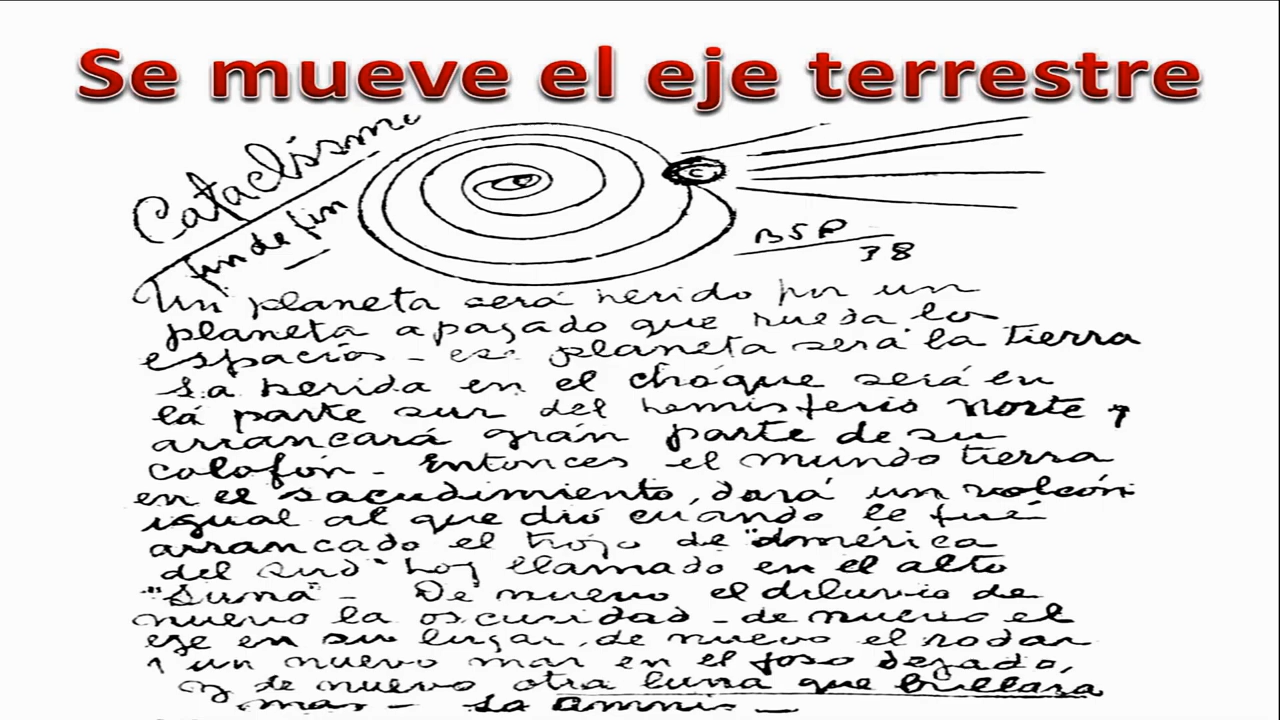 Se mueve el eje terrestre
Cataclismo
fin de fin
C
BSP
38
Un planeta será herido por un
planeta apagado que rueda los
espacios - ese planeta será la Tierra
La herida en el choque será en
la parte sur del hemisferio Norte y
arrancará grán parte de su
colofón - Entonces el mundo tierra
en el sacudimiento, dará un volcón
igual al que dió cuando le fué
arrancado el trozo de "América
del Sud" hoy llamado en el alto
"Luna" - De nuevo el diluvio de
nuevo la oscuridad - de nuevo el
eje en su lugar, de nuevo el rodar
y un nuevo mar en el foso dejado,
y de nuevo otra luna que brillará
mas -